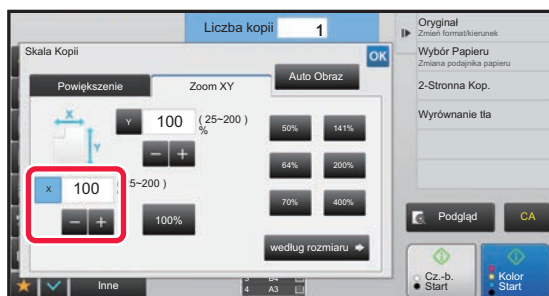 Liczba kopii 1
Skala Kopii
OK
Powiększenie
Zoom XY
Auto Obraz
X
Y
Y 100 ( 25~200 )
%
− +
X 100 5~200 )
− +
100%
50% 141%
64% 200%
70% 400%
według rozmiaru
Inne
4 A3
Oryginał
Zmień format/kierunek
Wybór Papieru
Zmiana podajnika papieru
2-Stronna Kop.
Wyrównanie tła
Podgląd
CA
Cz.-b.
Start
Kolor
Start